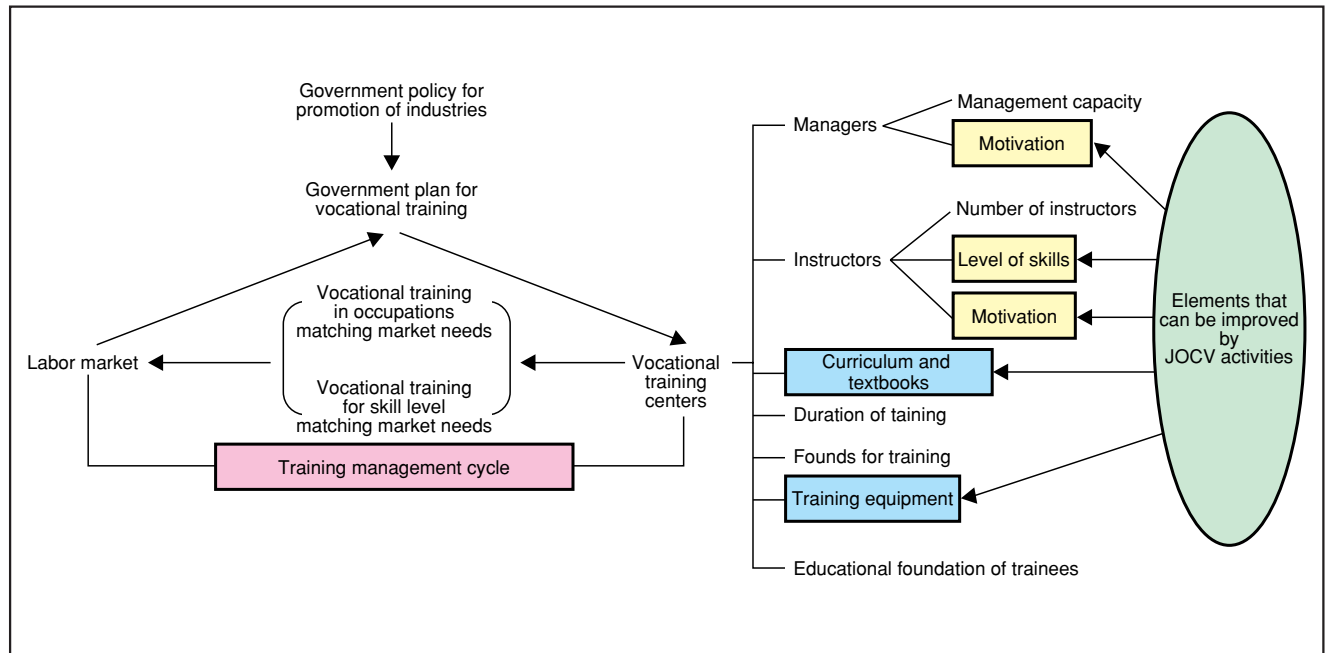 Government policy for
promotion of industries
Government plan for
vocational training
Vocational training
in occupations
matching market needs
Labor market
Vocational training
for skill level
matching market needs
Training management cycle
Vocational
training
centers
Managers
Management capacity
Motivation
Instructors
Number of instructors
Level of skills
Motivation
Curriculum and
textbooks
Duration of taining
Founds for training
Training equipment
Educational foundation of trainees
Elements that
can be improved
by
JOCV activities